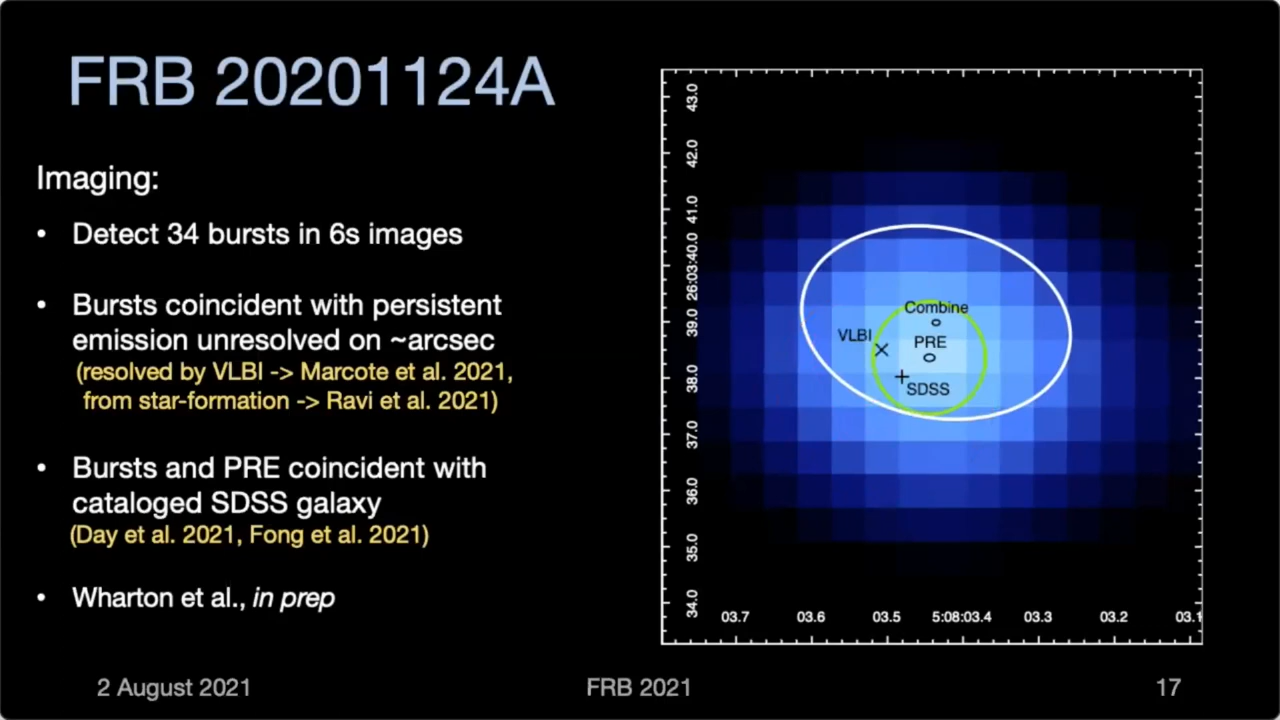 FRB 20201124A
Imaging:
• Detect 34 bursts in 6s images
• Bursts coincident with persistent
emission unresolved on ~arcsec
(resolved by VLBI -> Marcote et al. 2021,
from star-formation -> Ravi et al. 2021)
• Bursts and PRE coincident with
cataloged SDSS galaxy
(Day et al. 2021, Fong et al. 2021)
• Wharton et al., in prep
43.0
42.0
41.0
26:03:40.0
39.0
38.0
37.0
36.0
35.0
34.0
Combine
VLBI
PRE
SDSS
03.7 03.6 03.5 5:08:03.4 03.3 03.2 03.1
2 August 2021 FRB 2021 17